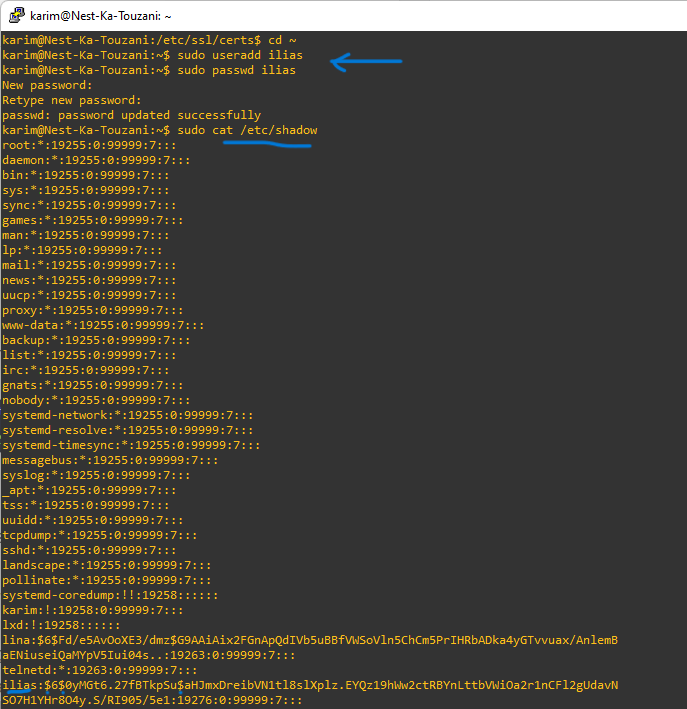 karim@Nest-Ka-Touzani: ~
karim@Nest-Ka-Touzani:/etc/ssl/certs$ cd ~
karim@Nest-Ka-Touzani:~$ sudo useradd ilias
karim@Nest-Ka-Touzani:~$ sudo passwd ilias
New password:
Retype new password:
passwd: password updated successfully
karim@Nest-Ka-Touzani:~$ sudo cat /etc/shadow
root:*:19255:0:99999:7:::
daemon:*:19255:0:99999:7:::
bin:*:19255:0:99999:7:::
sys:*:19255:0:99999:7:::
sync:*:19255:0:99999:7:::
games:*:19255:0:99999:7:::
man:*:19255:0:99999:7:::
lp:*:19255:0:99999:7:::
mail:*:19255:0:99999:7:::
news:*:19255:0:99999:7:::
uucp:*:19255:0:99999:7:::
proxy:*:19255:0:99999:7:::
www-data:*:19255:0:99999:7:::
backup:*:19255:0:99999:7:::
list:*:19255:0:99999:7:::
irc:*:19255:0:99999:7:::
gnats:*:19255:0:99999:7:::
nobody:*:19255:0:99999:7:::
systemd-network:*:19255:0:99999:7:::
systemd-resolve:*:19255:0:99999:7:::
systemd-timesync:*:19255:0:99999:7:::
messagebus:*:19255:0:99999:7:::
syslog:*:19255:0:99999:7:::
_apt:*:19255:0:99999:7:::
tss:*:19255:0:99999:7:::
uuidd:*:19255:0:99999:7:::
tcpdump:*:19255:0:99999:7:::
sshd:*:19255:0:99999:7:::
landscape:*:19255:0:99999:7:::
pollinate:*:19255:0:99999:7:::
systemd-coredump:!!:19258::::::
karim:!:19258:0:99999:7:::
lxd:!:19258::::::
lina:$6$Fd/e5AvOoXE3/dmz$G9AAiAix2FGnApQdIVb5uBBfVWSoVln5ChCm5PrIHRbADka4yGTvvuax/AnlemB
aENiuseiQaMYpV5Iui04s..:19263:0:99999:7:::
telnetd:*:19263:0:99999:7:::
ilias:$6$0yMGt6.27fBTkpSu$aHJmxDreibVN1tl8slXplz.EYQz19hWw2ctRBYnLttbVWiOa2r1nCFl2gUdavN
SO7H1YHr8O4y.S/RI905/5e1:19276:0:99999:7:::